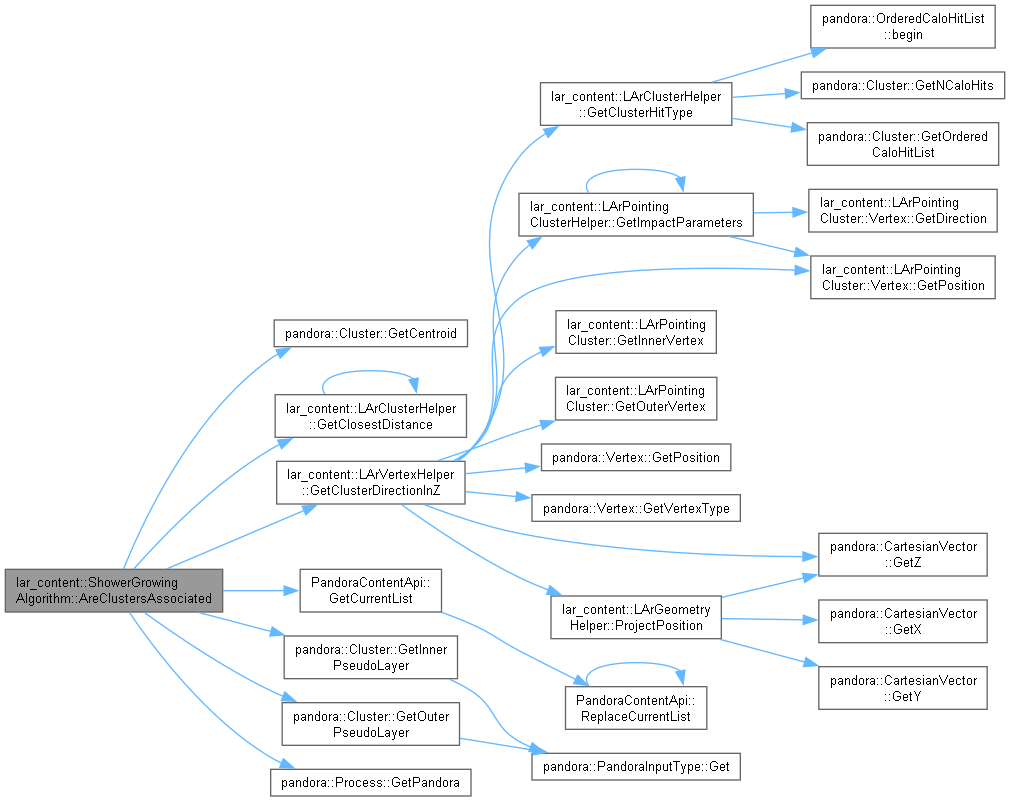 pandora::OrderedCaloHitList
::begin
lar_content::LArClusterHelper
::GetClusterHitType
pandora::Cluster::GetNCaloHits
pandora::Cluster::GetOrdered
CaloHitList
lar_content::LArPointing
ClusterHelper::GetImpactParameters
lar_content::LArPointing
Cluster::Vertex::GetDirection
lar_content::LArPointing
Cluster::Vertex::GetPosition
pandora::Cluster::GetCentroid
lar_content::LArPointing
Cluster::GetInnerVertex
lar_content::LArClusterHelper
::GetClosestDistance
lar_content::LArPointing
Cluster::GetOuterVertex
lar_content::LArVertexHelper
::GetClusterDirectionInZ
pandora::Vertex::GetPosition
pandora::Vertex::GetVertexType
pandora::CartesianVector
::GetZ
lar_content::ShowerGrowing
Algorithm::AreClustersAssociated
PandoraContentApi::
GetCurrentList
lar_content::LArGeometry
Helper::ProjectPosition
pandora::CartesianVector
::GetX
pandora::Cluster::GetInner
PseudoLayer
pandora::CartesianVector
::GetY
PandoraContentApi::
ReplaceCurrentList
pandora::Cluster::GetOuter
PseudoLayer
pandora::PandoraInputType::Get
pandora::Process::GetPandora